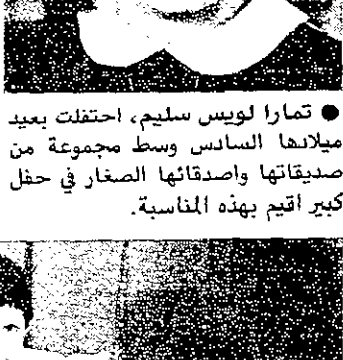 ● تمارا لويس سليم، احتفلت بعيد
ميلادها السادس وسط مجموعة من
صديقاتها واصدقائها الصغار في حفل
كبير اقيم بهذه المناسبة.